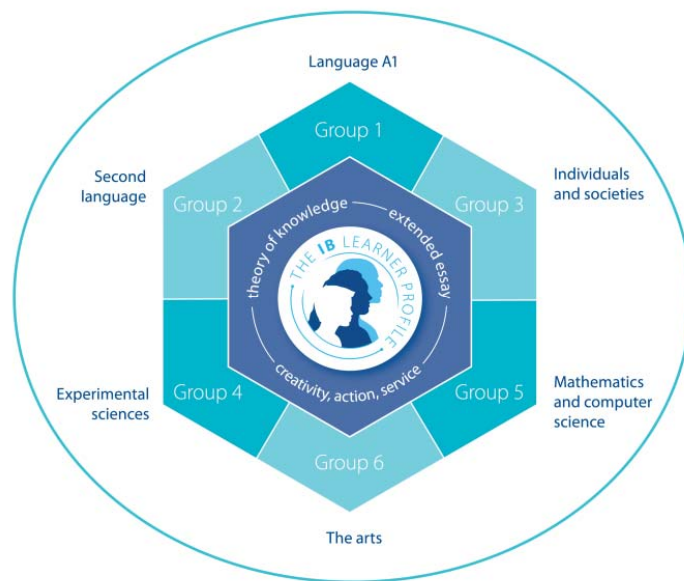 Language A1
Group 1
Second
language
Group 2
Group 3
Individuals
and societies
theory of knowledge
extended essay
THE IB LEARNER PROFILE
creativity, action, service
Experimental
sciences
Group 4
Group 5
Mathematics
and computer
science
Group 6
The arts